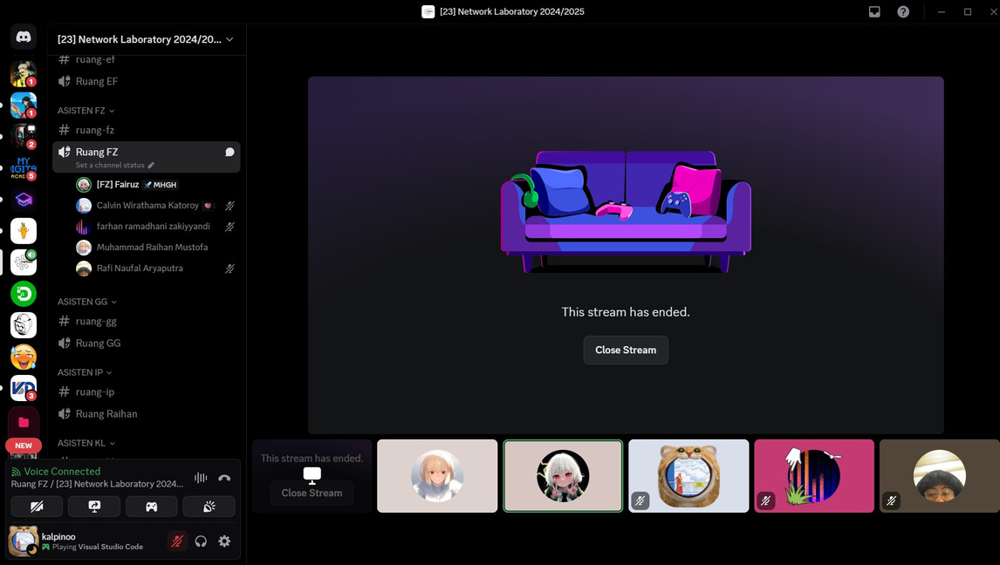 [23] Network Laboratory 2024/2025
[23] Network Laboratory 2024/20...
ruang-ef
Ruang EF
ASISTEN FZ
ruang-fz
Ruang FZ
Set a channel status
[FZ] Fairuz MHGH
Calvin Wirathama Katoroy
farhan ramadhani zakiyyandi
Muhammad Raihan Mustofa
Rafi Naufal Aryaputra
ASISTEN GG
ruang-gg
Ruang GG
ASISTEN IP
ruang-ip
Ruang Raihan
ASISTEN KL
1
1
2
MY
DIGITAL
ACAD
5
3
NEW
Voice Connected
Ruang FZ / [23] Network Laboratory 2024...
kalpinoo
Playing Visual Studio Code
This stream has ended.
Close Stream
This stream has ended.
Close Stream